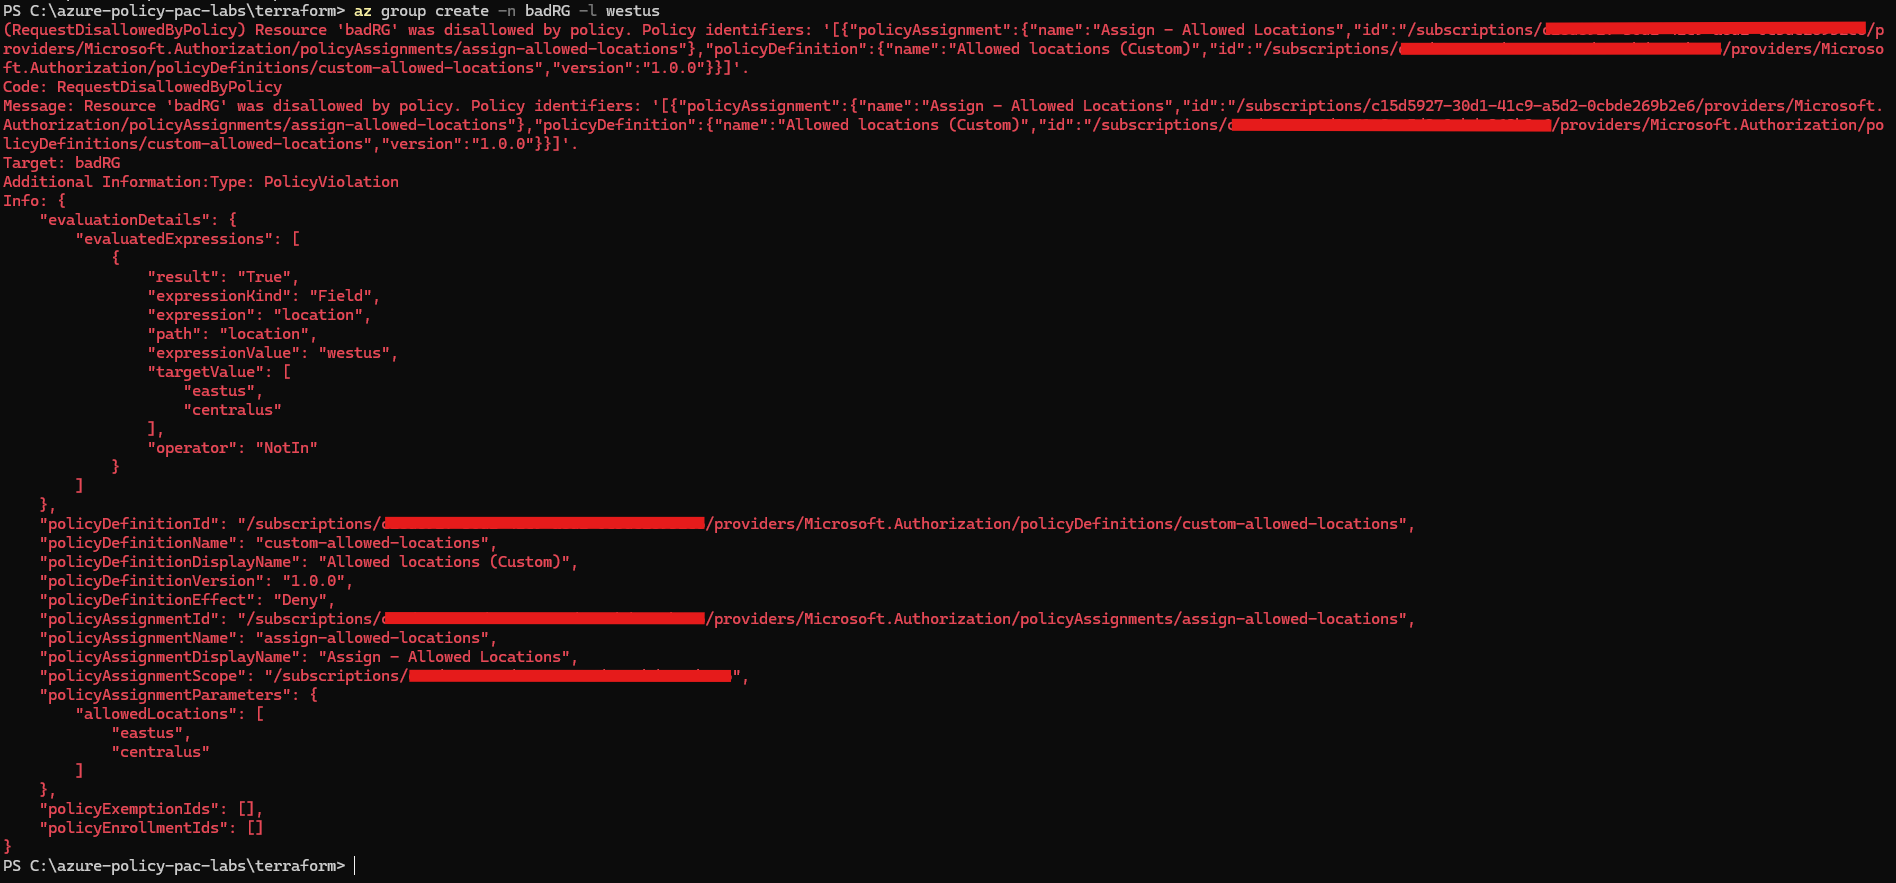 PS C:\azure-policy-pac-labs\terraform> az group create -n badRG -l westus
(RequestDisallowedByPolicy) Resource 'badRG' was disallowed by policy. Policy identifiers: '[{"policyAssignment":{"name":"Assign - Allowed Locations","id":"/subscriptions/ /p
roviders/Microsoft.Authorization/policyAssignments/assign-allowed-locations"},"policyDefinition":{"name":"Allowed locations (Custom)","id":"/subscriptions/ /providers/Microso
ft.Authorization/policyDefinitions/custom-allowed-locations","version":"1.0.0"}}]'.
Code: RequestDisallowedByPolicy
Message: Resource 'badRG' was disallowed by policy. Policy identifiers: '[{"policyAssignment":{"name":"Assign - Allowed Locations","id":"/subscriptions/c15d5927-30d1-41c9-a5d2-0cbde269b2e6/providers/Microsoft.
Authorization/policyAssignments/assign-allowed-locations"},"policyDefinition":{"name":"Allowed locations (Custom)","id":"/subscriptions/ /providers/Microsoft.Authorization/po
licyDefinitions/custom-allowed-locations","version":"1.0.0"}}]'.
Target: badRG
Additional Information:Type: PolicyViolation
Info: {
    "evaluationDetails": {
        "evaluatedExpressions": [
            {
                "result": "True",
                "expressionKind": "Field",
                "expression": "location",
                "path": "location",
                "expressionValue": "westus",
                "targetValue": [
                    "eastus",
                    "centralus"
                ],
                "operator": "NotIn"
            }
        ]
    },
    "policyDefinitionId": "/subscriptions/ /providers/Microsoft.Authorization/policyDefinitions/custom-allowed-locations",
    "policyDefinitionName": "custom-allowed-locations",
    "policyDefinitionDisplayName": "Allowed locations (Custom)",
    "policyDefinitionVersion": "1.0.0",
    "policyDefinitionEffect": "Deny",
    "policyAssignmentId": "/subscriptions/ /providers/Microsoft.Authorization/policyAssignments/assign-allowed-locations",
    "policyAssignmentName": "assign-allowed-locations",
    "policyAssignmentDisplayName": "Assign - Allowed Locations",
    "policyAssignmentScope": "/subscriptions/ ",
    "policyAssignmentParameters": {
        "allowedLocations": [
            "eastus",
            "centralus"
        ]
    },
    "policyExemptionIds": [],
    "policyEnrollmentIds": []
}
PS C:\azure-policy-pac-labs\terraform>